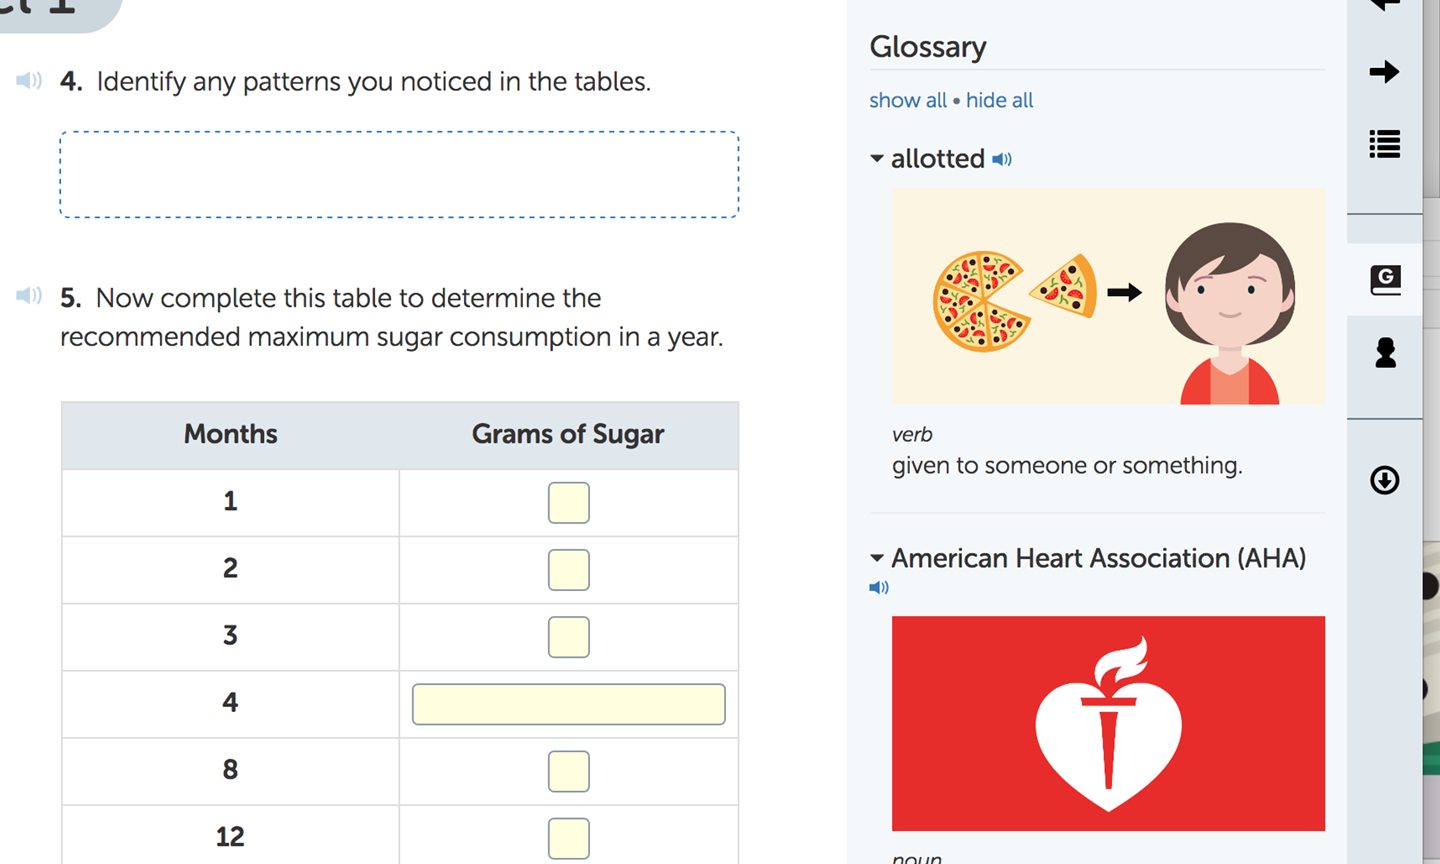 4. Identify any patterns you noticed in the tables.
5. Now complete this table to determine the
recommended maximum sugar consumption in a year.
Months Grams of Sugar
1
2
3
4
8
12
Glossary
show all • hide all
allotted
verb
given to someone or something.
American Heart Association (AHA)
noun
G